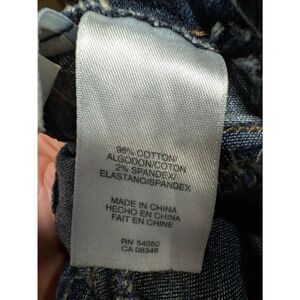 98% COTTON/
ALGODON/COTON
2% SPANDEX/
ELASTANO/SPANDEX
MADE IN CHINA
HECHO EN CHINA
FAIT EN CHINE
RN 54050
CA 08349